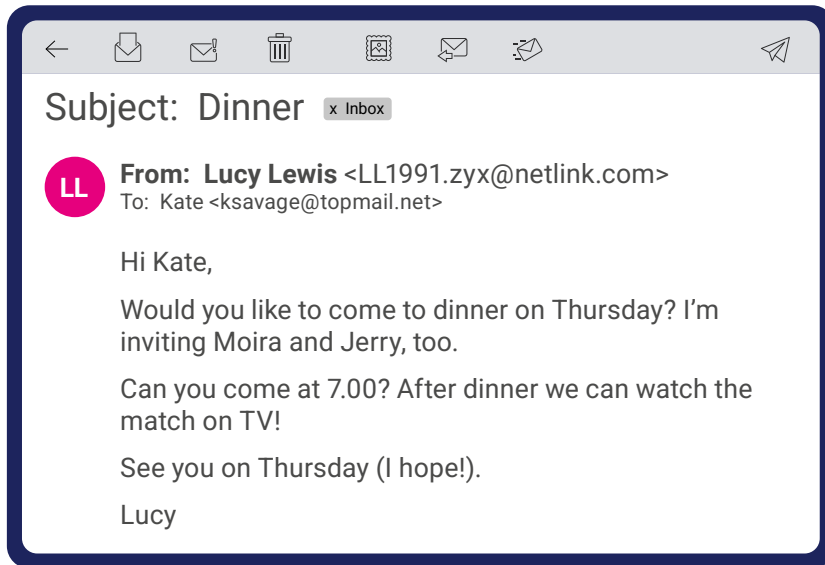 Subject: Dinner x Inbox
LL
From: Lucy Lewis <LL1991.zyx@netlink.com>
To: Kate <ksavage@topmail.net>
Hi Kate,
Would you like to come to dinner on Thursday? I'm
inviting Moira and Jerry, too.
Can you come at 7.00? After dinner we can watch the
match on TV!
See you on Thursday (I hope!).
Lucy